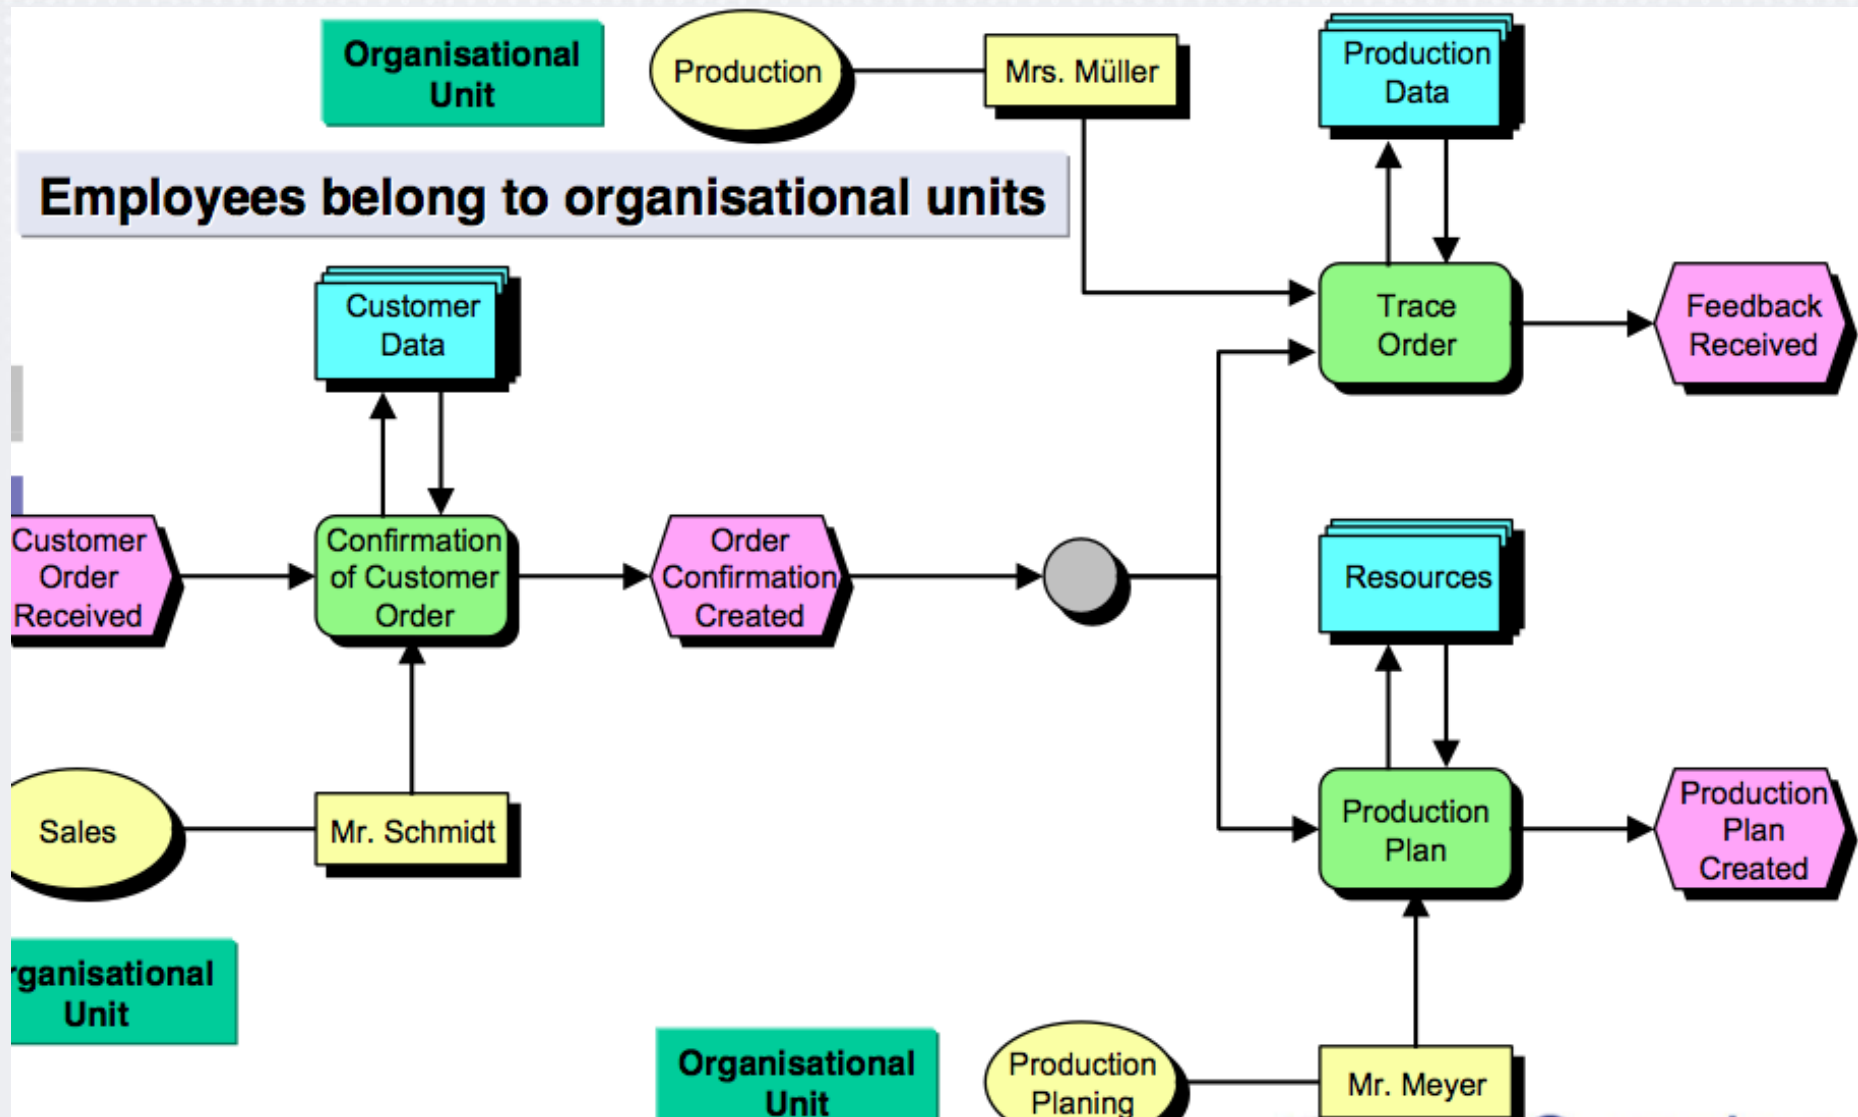 Organisational
Unit
Production
Mrs. Müller
Production
Data
Employees belong to organisational units
Customer
Data
Trace
Order
Feedback
Received
Customer
Order
Received
Confirmation
of Customer
Order
Order
Confirmation
Created
Resources
Sales
Mr. Schmidt
Production
Plan
Production
Plan
Created
rganisational
Unit
Organisational
Unit
Production
Planing
Mr. Meyer